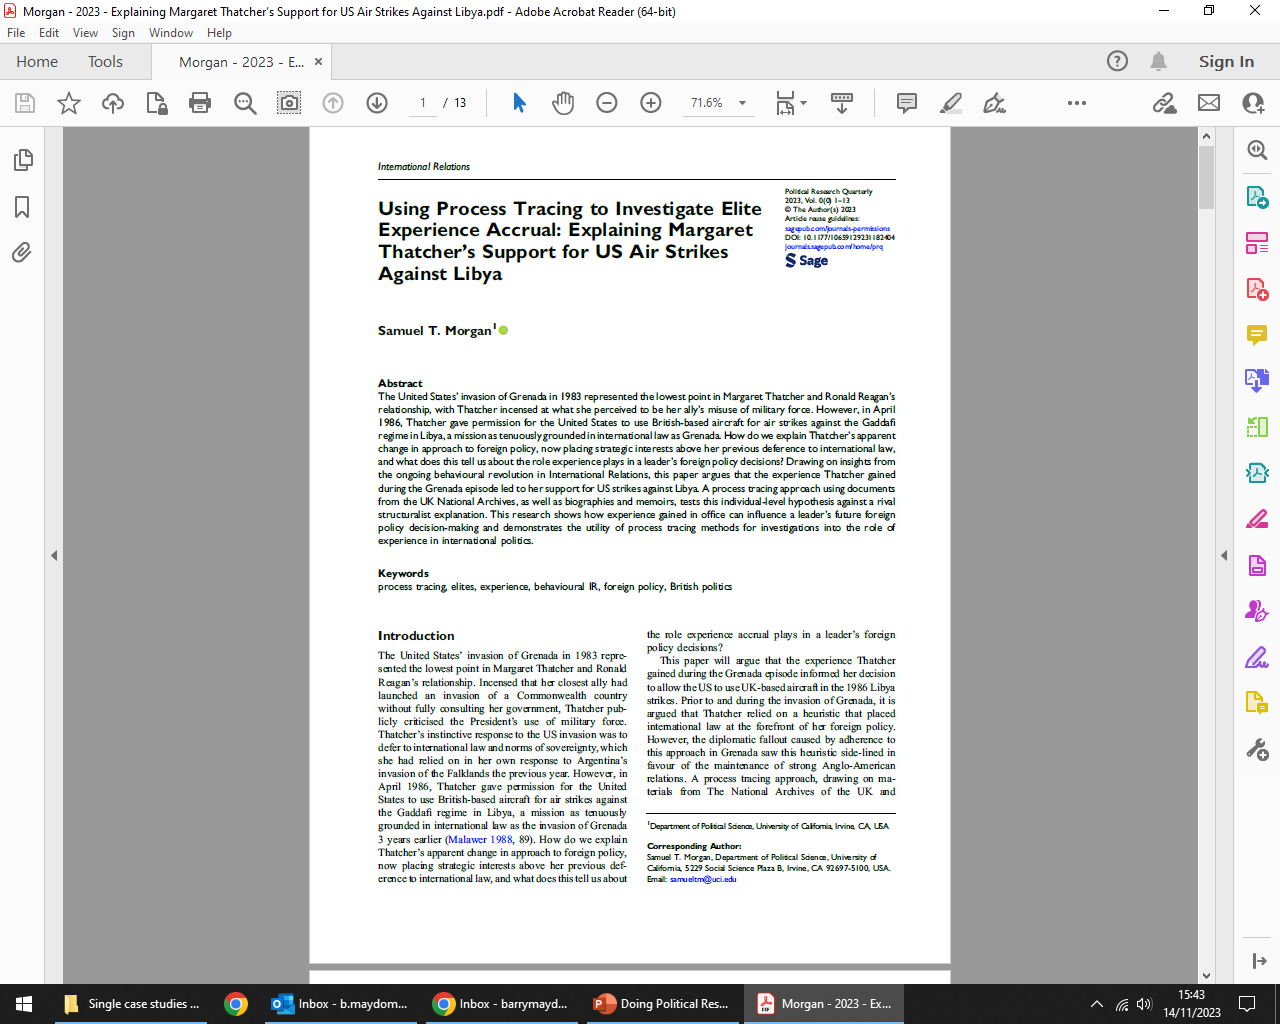 Morgan - 2023 - Explaining Margaret Thatcher's Support for US Air Strikes Against Libya.pdf - Adobe Acrobat Reader (64-bit)
File Edit View Sign Window Help
Home Tools Morgan - 2023 - E... × Sign In
1 / 13 71.6%
International Relations
Using Process Tracing to Investigate Elite
Experience Accrual: Explaining Margaret
Thatcher's Support for US Air Strikes
Against Libya
Political Research Quarterly
2023, Vol. 0(0) 1–13
© The Author(s) 2023
Article reuse guidelines:
sagepub.com/journals-permissions
DOI: 10.1177/10659129231182404
journals.sagepub.com/home/prq
Sage
Samuel T. Morgan1
Abstract
The United States' invasion of Grenada in 1983 represented the lowest point in Margaret Thatcher and Ronald Reagan's
relationship, with Thatcher incensed at what she perceived to be her ally's misuse of military force. However, in April
1986, Thatcher gave permission for the United States to use British-based aircraft for air strikes against the Gaddafi
regime in Libya, a mission as tenuously grounded in international law as Grenada. How do we explain Thatcher's apparent
change in approach to foreign policy, now placing strategic interests above her previous deference to international law,
and what does this tell us about the role experience plays in a leader's foreign policy decisions? Drawing on insights from
the ongoing behavioural revolution in International Relations, this paper argues that the experience Thatcher gained
during the Grenada episode led to her support for US strikes against Libya. A process tracing approach using documents
from the UK National Archives, as well as biographies and memoirs, tests this individual-level hypothesis against a rival
structuralist explanation. This research shows how experience gained in office can influence a leader's future foreign
policy decision-making and demonstrates the utility of process tracing methods for investigations into the role of
experience in international politics.
Keywords
process tracing, elites, experience, behavioural IR, foreign policy, British politics
Introduction
The United States' invasion of Grenada in 1983 repre-
sented the lowest point in Margaret Thatcher and Ronald
Reagan's relationship. Incensed that her closest ally had
launched an invasion of a Commonwealth country
without fully consulting her government, Thatcher pub-
licly criticised the President's use of military force.
Thatcher's instinctive response to the US invasion was to
defer to international law and norms of sovereignty, which
she had relied on in her own response to Argentina's
invasion of the Falklands the previous year. However, in
April 1986, Thatcher gave permission for the United
States to use British-based aircraft for air strikes against
the Gaddafi regime in Libya, a mission as tenuously
grounded in international law as the invasion of Grenada
3 years earlier (Malawer 1988, 89). How do we explain
Thatcher's apparent change in approach to foreign policy,
now placing strategic interests above her previous def-
erence to international law, and what does this tell us about
the role experience accrual plays in a leader's foreign
policy decisions?
This paper will argue that the experience Thatcher
gained during the Grenada episode informed her decision
to allow the US to use UK-based aircraft in the 1986 Libya
strikes. Prior to and during the invasion of Grenada, it is
argued that Thatcher relied on a heuristic that placed
international law at the forefront of her foreign policy.
However, the diplomatic fallout caused by adherence to
this approach in Grenada saw this heuristic side-lined in
favour of the maintenance of strong Anglo-American
relations. A process tracing approach, drawing on ma-
terials from The National Archives of the UK and
1Department of Political Science, University of California, Irvine, CA, USA
Corresponding Author:
Samuel T. Morgan, Department of Political Science, University of
California, 5229 Social Science Plaza B, Irvine, CA 92697-5100, USA.
Email: samueltm@uci.edu
Single case studies ... Inbox - b.maydom... Inbox - barrymayd... Doing Political Res... Morgan - 2023 - Ex...
15:43
14/11/2023